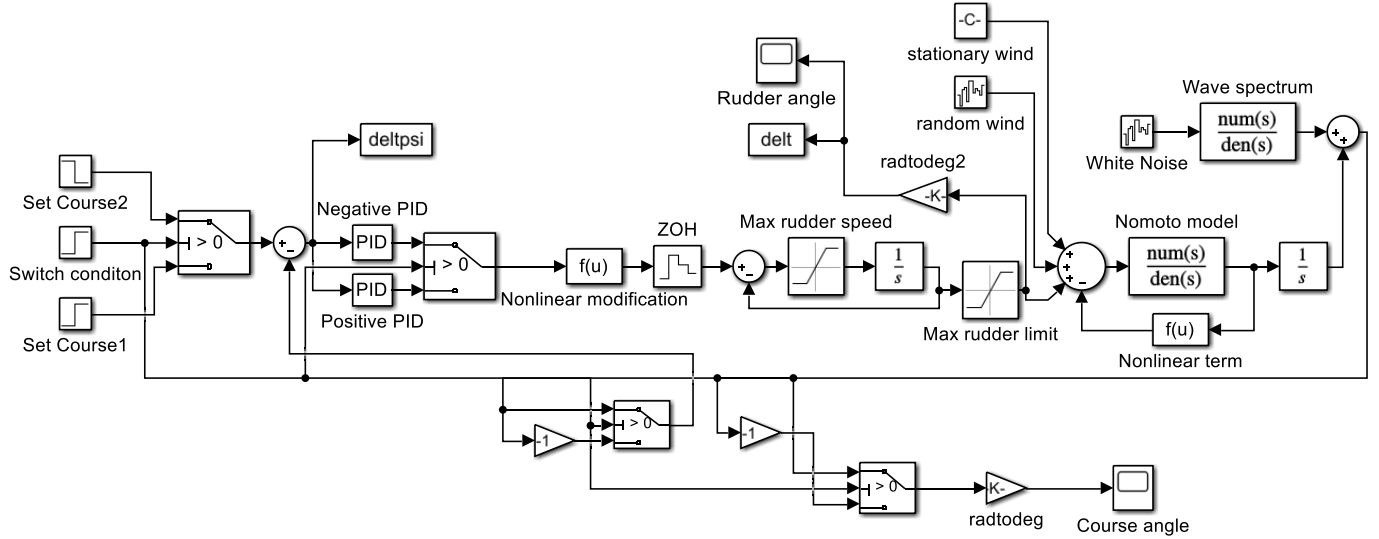 -C-
stationary wind
Rudder angle
random wind
Wave spectrum
num(s)
den(s)
+
+
White Noise
deltpsi
delt
radtodeg2
-K-
Set Course2
Switch conditon
Set Course1
> 0
+
−
Negative PID
PID
PID
Positive PID
> 0
f(u)
Nonlinear modification
ZOH
+
−
Max rudder speed
1
s
Max rudder limit
+
+
+
−
Nomoto model
num(s)
den(s)
1
s
f(u)
Nonlinear term
-1
> 0
-1
> 0
K-
radtodeg
Course angle